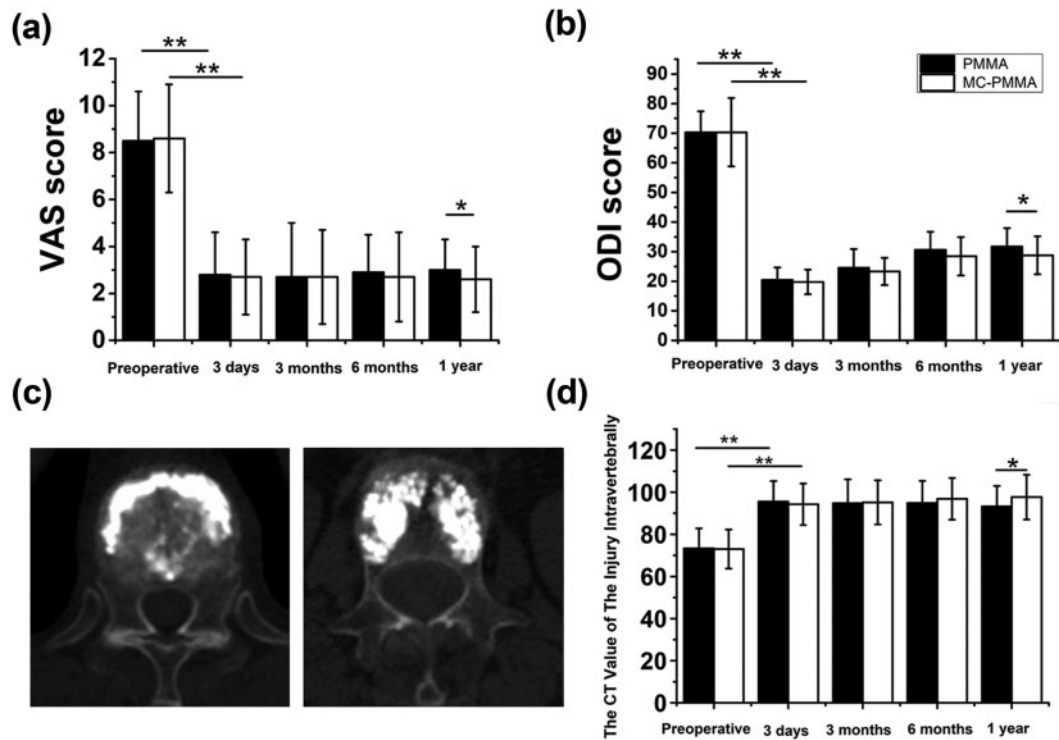 (a)
VAS score
12
10
8
6
4
2
0
**
**
*
Preoperative 3 days 3 months 6 months 1 year
(b)
ODI score
90
80
70
60
50
40
30
20
10
0
**
**
*
PMMA
MC-PMMA
Preoperative 3 days 3 months 6 months 1 year
(c)
(d)
The CT Value of The Injury Intravertebrally
120
100
80
60
40
20
0
**
**
*
Preoperative 3 days 3 months 6 months 1 year